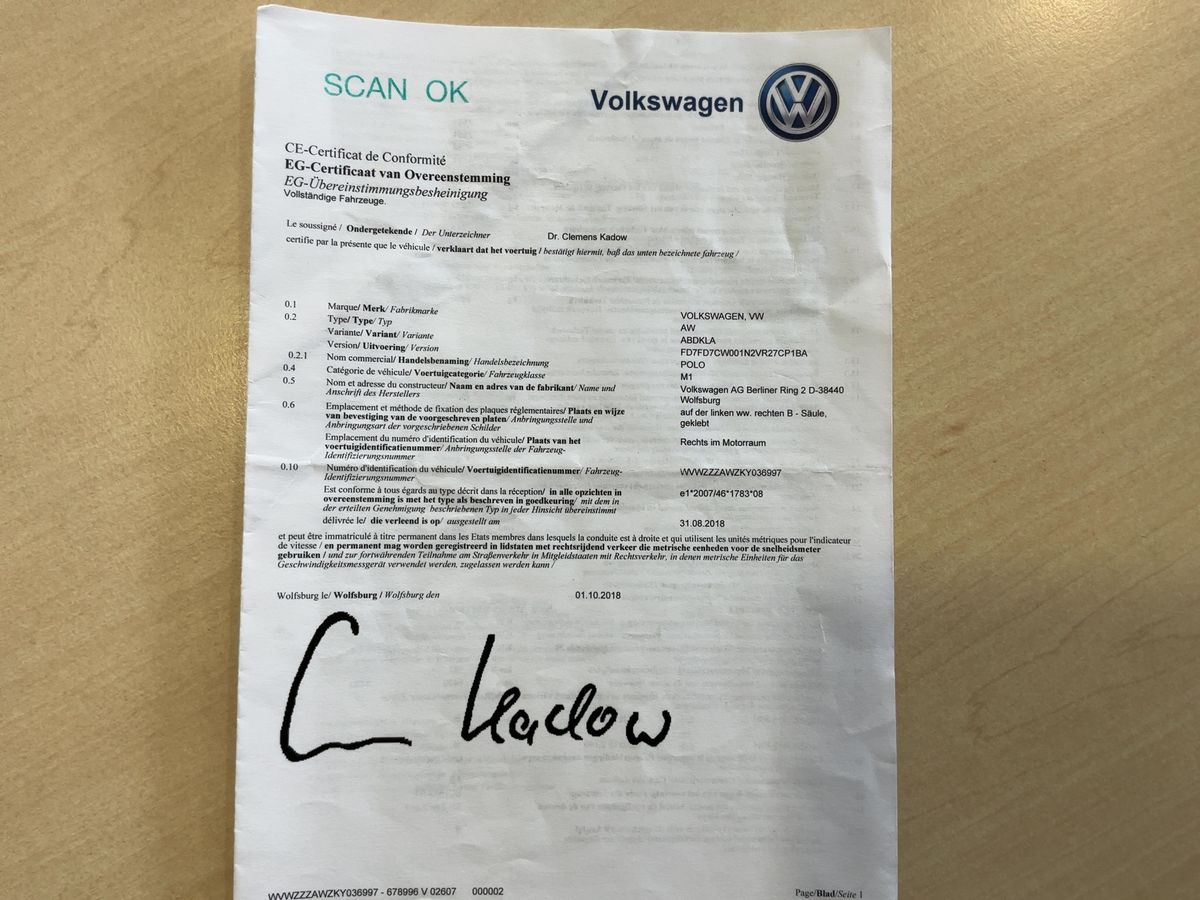 SCAN OK
Volkswagen
CE-Certificat de Conformité
EG-Certificaat van Overeenstemming
EG-Übereinstimmungsbesheinigung
Vollständige Fahrzeuge.
Le soussigné / Ondergetekende / Der Unterzeichner Dr. Clemens Kadow
certifie par la présente que le véhicule / verklaart dat het voertuig / bestätigt hiermit, baß das unten bezeichnete fahrzeug /
0.1 Marque/ Merk/ Fabrikmarke VOLKSWAGEN, VW
0.2 Type/ Type/ Typ AW
Variante/ Variant/ Variante ABDKLA
Version/ Uitvoering/ Version FD7FD7CW001N2VR27CP1BA
0.2.1 Nom commercial/ Handelsbenaming/ Handelsbezeichnung POLO
0.4 Catégorie de véhicule/ Voertuigcategorie/ Fahrzeugklasse M1
0.5 Nom et adresse du constructeur/ Naam en adres van de fabrikant/ Name und Volkswagen AG Berliner Ring 2 D-38440
Anschrift des Herstellers Wolfsburg
0.6 Emplacement et méthode de fixation des plaques réglementaires/ Plaats en wijze auf der linken ww. rechten B - Säule,
van bevestiging van de voorgeschreven platen/ Anbringungsstelle und geklebt
Anbringungsart der vorgeschriebenen Schilder
Emplacement du numéro d'identification du véhicule/ Plaats van het Rechts im Motorraum
voertuigidentificatienummer/ Anbringungsstelle der Fahrzeug-
Identifizierungsnummer
0.10 Numéro d'identification du véhicule/ Voertuigidentificatienummer/ Fahrzeug- WVWZZZAWZKY036997
Identifizierungsnummer
Est conforme à tous égards au type décrit dans la réception/ in alle opzichten in e1*2007/46*1783*08
overeenstemming is met het type als beschreven in goedkeuring/ mit dem in
der erteilten Genehmigung beschriebenen Typ in jeder Hinsicht übereinstimmt
délivrée le/ die verleend is op/ ausgestellt am 31.08.2018
et peut être immatriculé à titre permanent dans les Etats membres dans lesquels la conduite est à droite et qui utilisent les unités métriques pour l'indicateur
de vitesse / en permanent mag worden geregistreerd in lidstaten met rechtsrijdend verkeer die metrische eenheden voor de snelheidsmeter
gebruiken / und zur fortwährenden Teilnahme am Straßenverkehr in Mitgleidstaaten mit Rechtsverkehr, in denen metrische Einheiten für das
Geschwindigkeitsmessgerät verwendet werden, zugelassen werden kann /
Wolfsburg le/ Wolfsburg / Wolfsburg den 01.10.2018
C Kadow
WVWZZZAWZKY036997 - 678996 V 02607 000002
Page/Blad/Seite 1